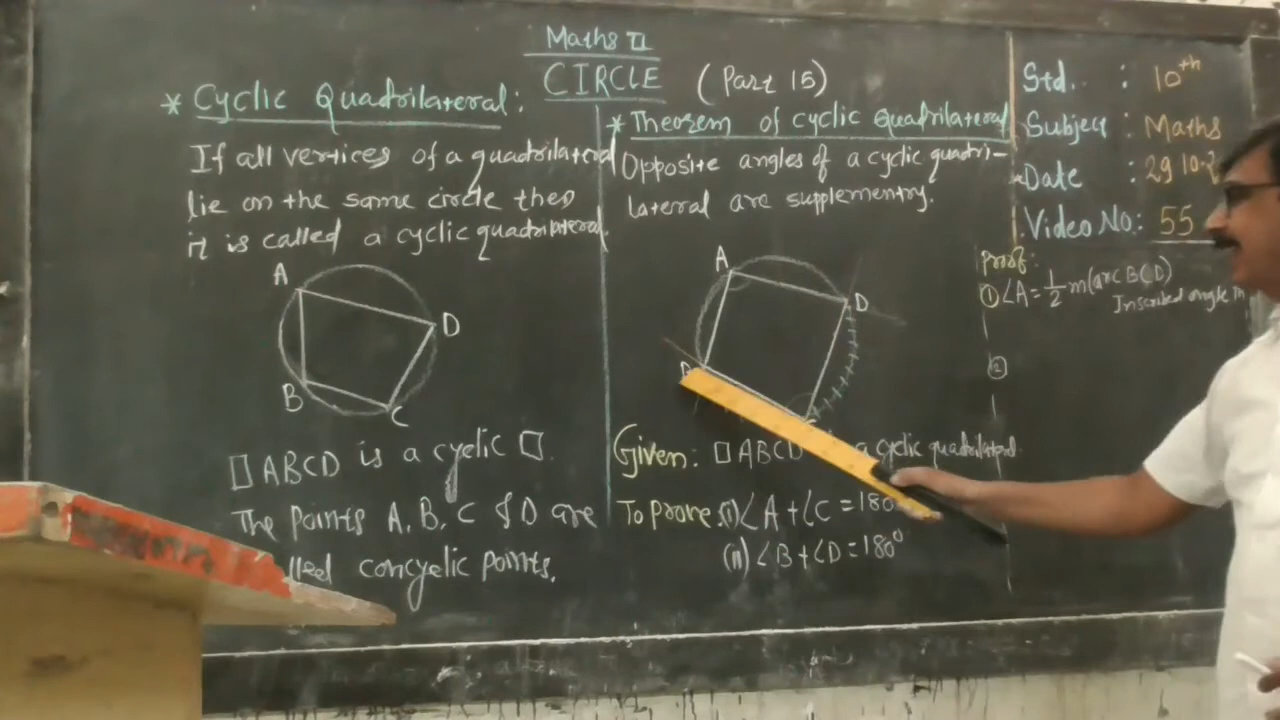 Maths II
CIRCLE (Part 15)
* Cyclic Quadrilateral:
If all vertices of a quadrilateral
lie on the same circle then
it is called a cyclic quadrilateral.
A
D
B
C
□ ABCD is a cyclic □.
The points A, B, C & D are
concyclic points.
* Theorem of cyclic Quadrilateral
Opposite angles of a cyclic quadri-
lateral are supplementry.
A
D
Given: □ ABCD a cyclic quadrilateral
To prove: (i) ∠A + ∠C = 180
(ii) ∠B + ∠D = 180°
Std. : 10th
Subject : Maths
Date : 29 10
Video No: 55
Proof:
① ∠A = 1/2 m(arc BCD)
Inscribed angle
②